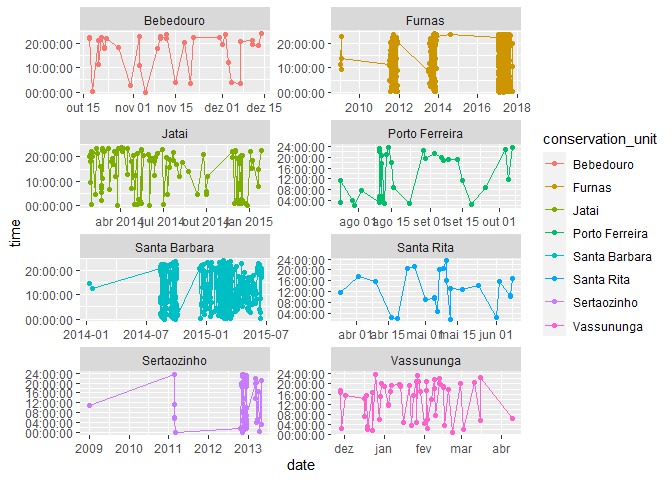 Bebedouro
Furnas
20:00:00
10:00:00
00:00:00
out 15
nov 01
nov 15
dez 01
dez 15
20:00:00
10:00:00
00:00:00
2010
2012
2014
2016
2018
Jatai
Porto Ferreira
20:00:00
10:00:00
00:00:00
abr 2014
jul 2014
out 2014
jan 2015
24:00:00
20:00:00
16:00:00
12:00:00
08:00:00
04:00:00
ago 01
ago 15
set 01
set 15
out 01
Santa Barbara
Santa Rita
20:00:00
10:00:00
00:00:00
2014-01
2014-07
2015-01
2015-07
24:00:00
20:00:00
16:00:00
12:00:00
08:00:00
04:00:00
abr 01
abr 15
mai 01
mai 15
jun 01
Sertaozinho
Vassununga
24:00:00
20:00:00
16:00:00
12:00:00
08:00:00
04:00:00
00:00:00
2009
2010
2011
2012
2013
24:00:00
20:00:00
16:00:00
12:00:00
08:00:00
04:00:00
00:00:00
dez
jan
fev
mar
abr
time
date
conservation_unit
Bebedouro
Furnas
Jatai
Porto Ferreira
Santa Barbara
Santa Rita
Sertaozinho
Vassununga